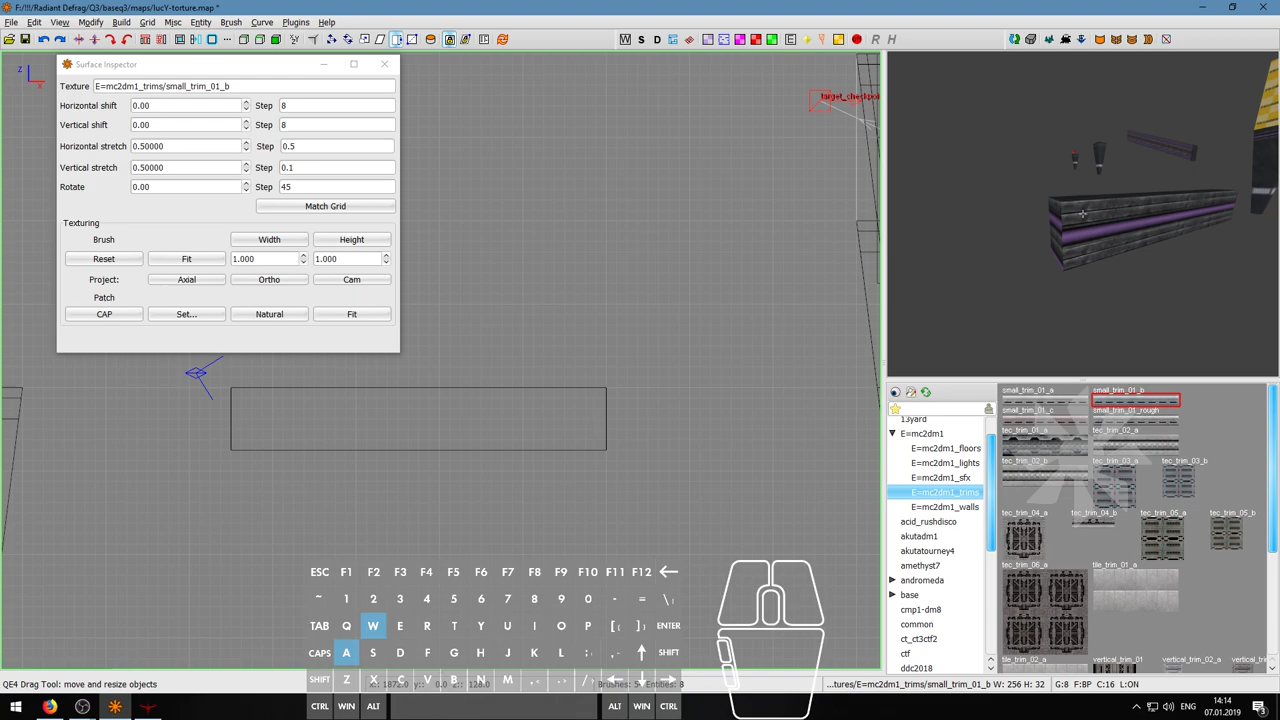 F:/!!!/Radiant Defrag/Q3/baseq3/maps/lucY-torture.map *
File Edit View Modify Brush Selection Region Grid Misc Entity Brush Curve Plugins Help
W S D R H
Z
X
Surface Inspector
Texture E=mc2dm1_trims/small_trim_01_b
Horizontal shift 0.00 Step 8
Vertical shift 0.00 Step 8
Horizontal stretch 0.50000 Step 0.5
Vertical stretch 0.50000 Step 0.1
Rotate 0.00 Step 45
Match Grid
Texturing
Brush Width Height
Reset Fit 1.000 1.000
Project: Axial Ortho Cam
Patch
CAP Set... Natural Fit
13yard
E=mc2dm1
E=mc2dm1_floors
E=mc2dm1_lights
E=mc2dm1_sfx
E=mc2dm1_trims
E=mc2dm1_walls
acid_rushdisco
akutadm1
akutatourney4
amethyst7
andromeda
base
cmp1-dm8
common
ct_ct3ctf2
ctf
ddc2018
small_trim_01_a small_trim_01_b
small_trim_01_c small_trim_01_rough
tec_trim_01_a tec_trim_02_a
tec_trim_02_b tec_trim_03_a tec_trim_03_b
tec_trim_04_a tec_trim_04_b tec_trim_05_a tec_trim_05_b
tec_trim_06_a tile_trim_01_a
tile_trim_02_a vertical_trim_01 vertical_trim_02_a vertic
ESC F1 F2 F3 F4 F5 F6 F7 F8 F9 F10 F11 F12 ←
~ 1 2 3 4 5 6 7 8 9 0 - = \|
TAB Q W E R T Y U I O P [{ ]} ENTER
CAPS A S D F G H J K L ;: ,. ↑ SHIFT
SHIFT Z X C V B N M ← ↓ →
CTRL WIN ALT ALT WIN CTRL
QE4 Drag Tool: move and resize objects
...tures/E=mc2dm1_trims/small_trim_01_b W: 256 H: 32 G:8 F:BP C:16 L:ON
14:14
07.01.2019